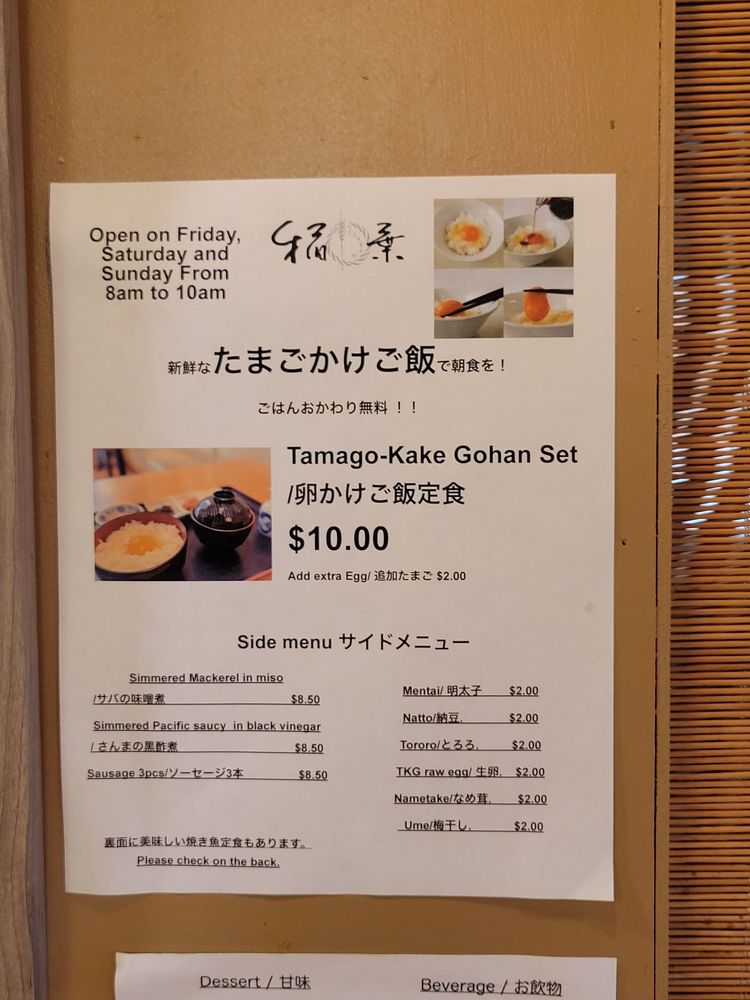 Open on Friday,
Saturday and
Sunday From
8am to 10am
稲葉
新鮮なたまごかけご飯で朝食を！
ごはんおかわり無料 ！！
Tamago-Kake Gohan Set
/卵かけご飯定食
$10.00
Add extra Egg/ 追加たまご $2.00
Side menu サイドメニュー
Simmered Mackerel in miso
/サバの味噌煮 $8.50
Simmered Pacific saucy in black vinegar
/ さんまの黒酢煮 $8.50
Sausage 3pcs/ソーセージ3本 $8.50
Mentai/ 明太子 $2.00
Natto/納豆. $2.00
Tororo/とろろ. $2.00
TKG raw egg/ 生卵. $2.00
Nametake/なめ茸. $2.00
Ume/梅干し. $2.00
裏面に美味しい焼き魚定食もあります。
Please check on the back.
Dessert / 甘味
Beverage / お飲物